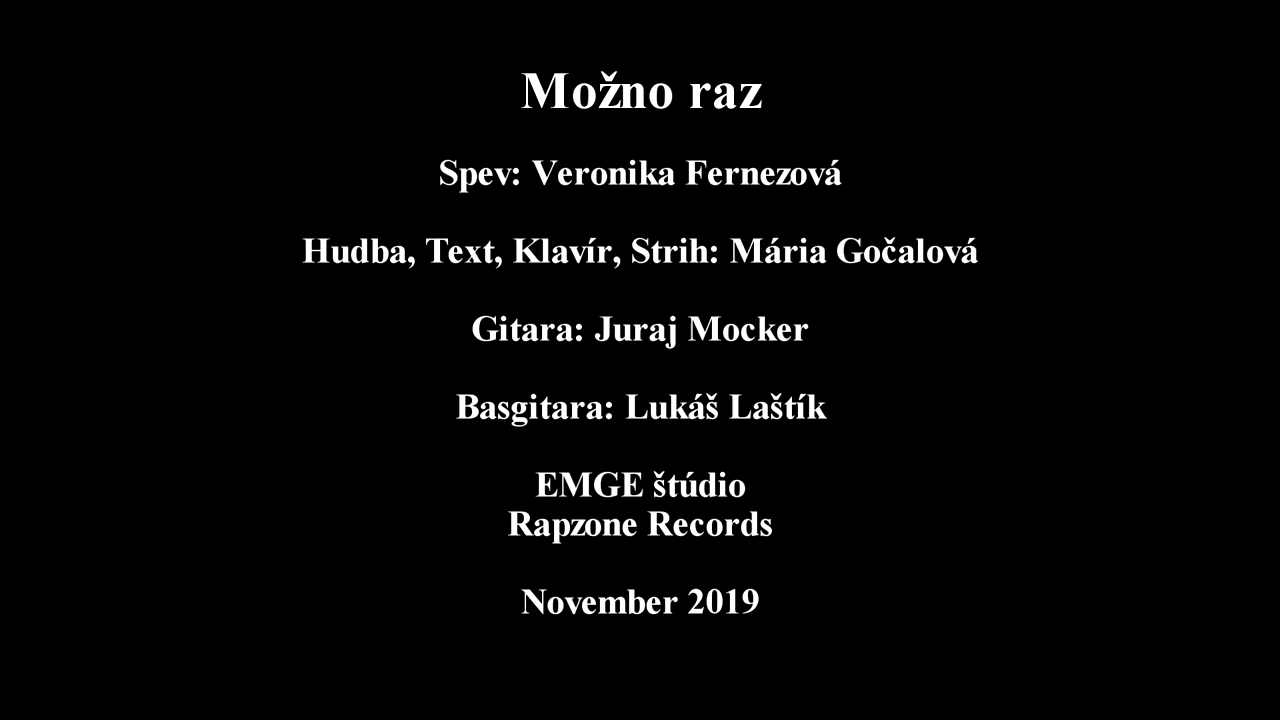 Možno raz
Spev: Veronika Fernezová
Hudba, Text, Klavír, Strih: Mária Gočalová
Gitara: Juraj Mocker
Basgitara: Lukáš Laštík
EMGE štúdio
Rapzone Records
November 2019